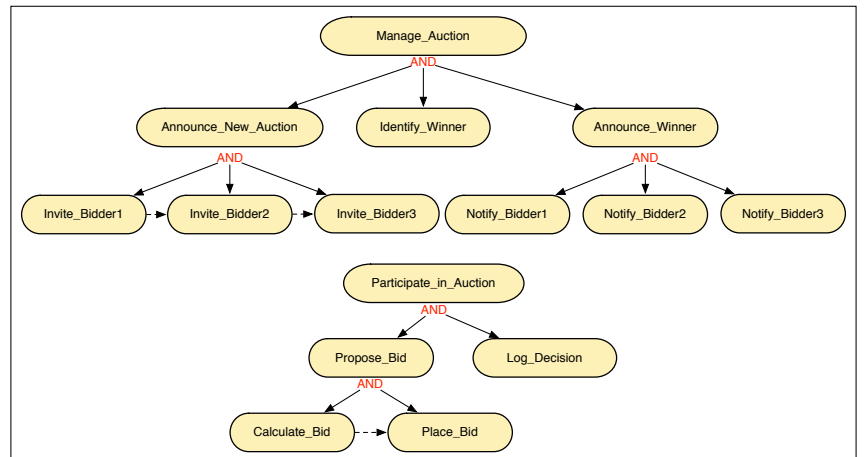 Manage_Auction
AND
Announce_New_Auction
Identify_Winner
Announce_Winner
AND
AND
Invite_Bidder1
Invite_Bidder2
Invite_Bidder3
Notify_Bidder1
Notify_Bidder2
Notify_Bidder3
Participate_in_Auction
AND
Propose_Bid
Log_Decision
AND
Calculate_Bid
Place_Bid